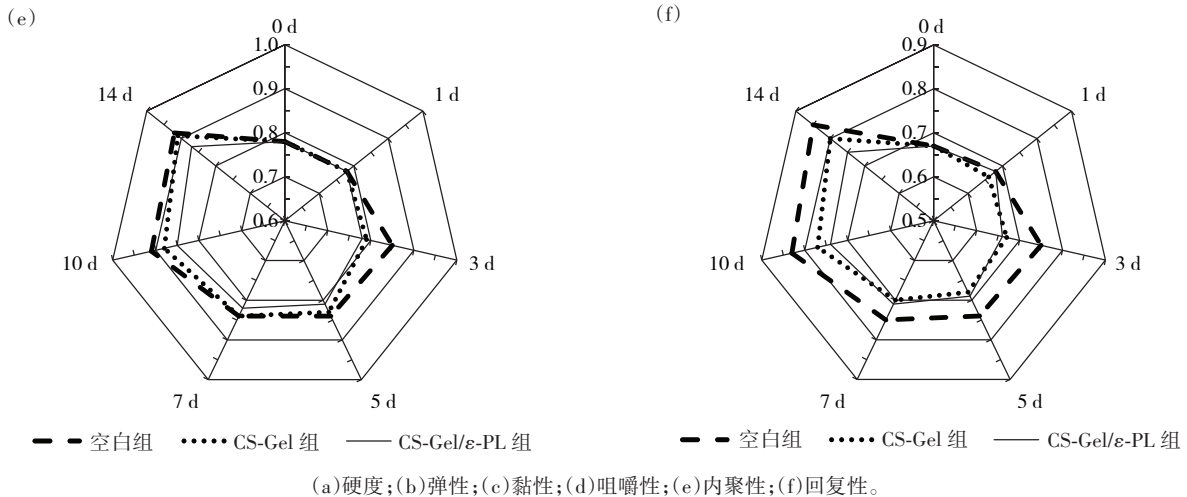 (e)
0 d
1.0
0.9
0.8
0.7
0.6
1 d
3 d
5 d
7 d
10 d
14 d
空白组 CS-Gel 组 CS-Gel/ε-PL 组
(f)
0 d
0.9
0.8
0.7
0.6
0.5
1 d
3 d
5 d
7 d
10 d
14 d
空白组 CS-Gel 组 CS-Gel/ε-PL 组
(a)硬度;(b)弹性;(c)黏性;(d)咀嚼性;(e)内聚性;(f)回复性。